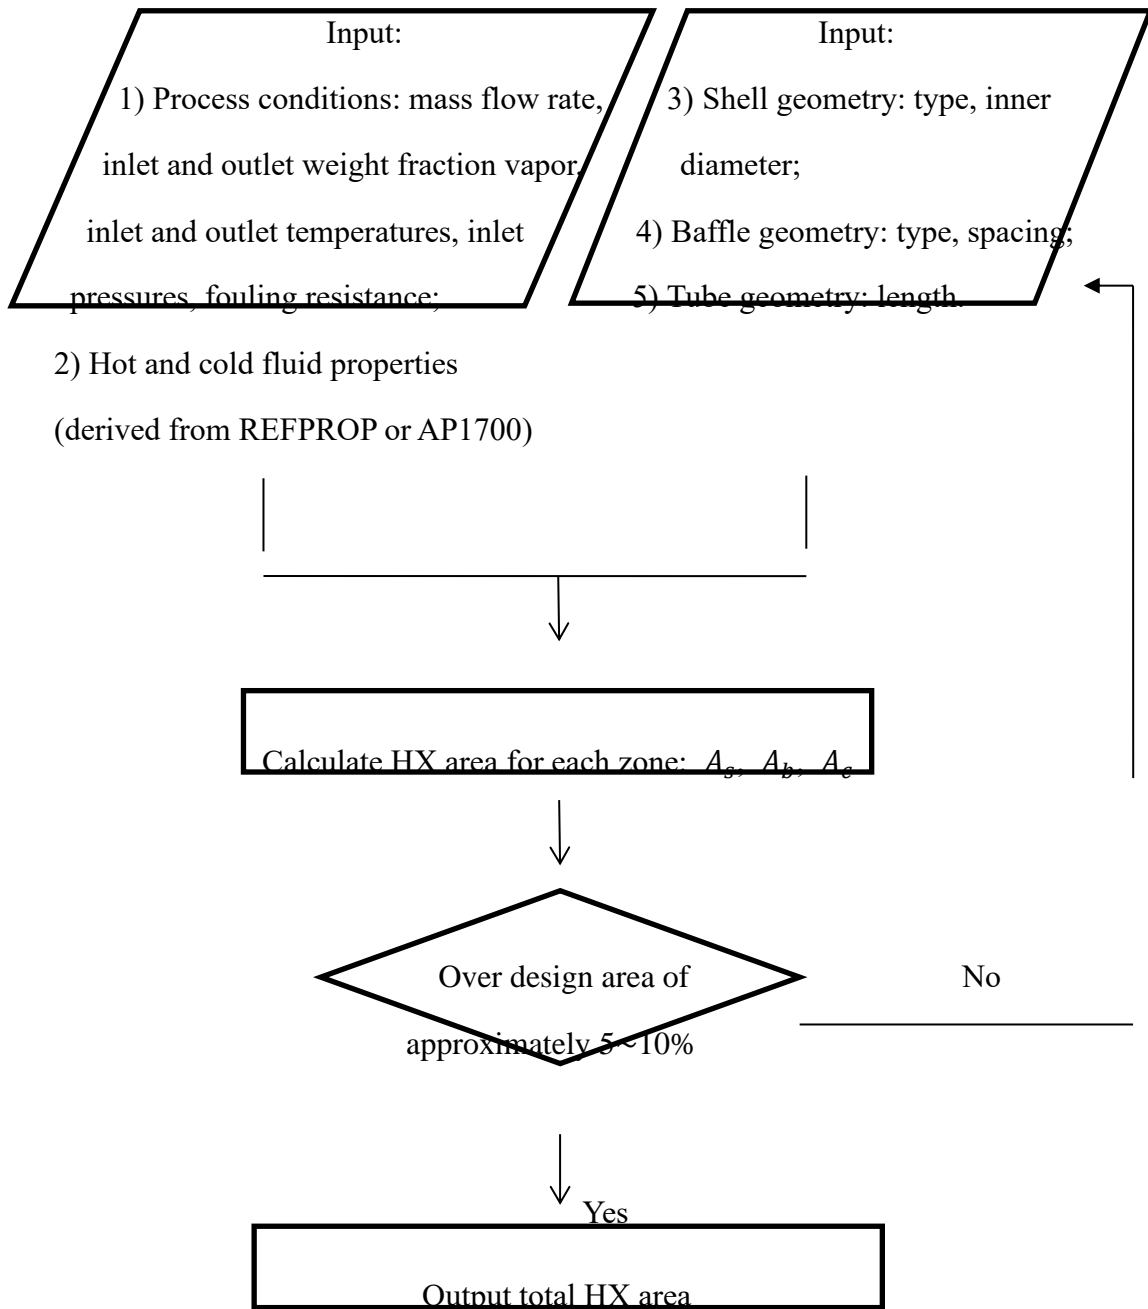 Input:
1) Process conditions: mass flow rate,
inlet and outlet weight fraction vapor,
inlet and outlet temperatures, inlet
pressures, fouling resistance;
2) Hot and cold fluid properties
(derived from REFPROP or AP1700)
Input:
3) Shell geometry: type, inner
diameter;
4) Baffle geometry: type, spacing;
5) Tube geometry: length.
Calculate HX area for each zone: A_s, A_b, A_c
Over design area of
approximately 5~10%
No
Yes
Output total HX area